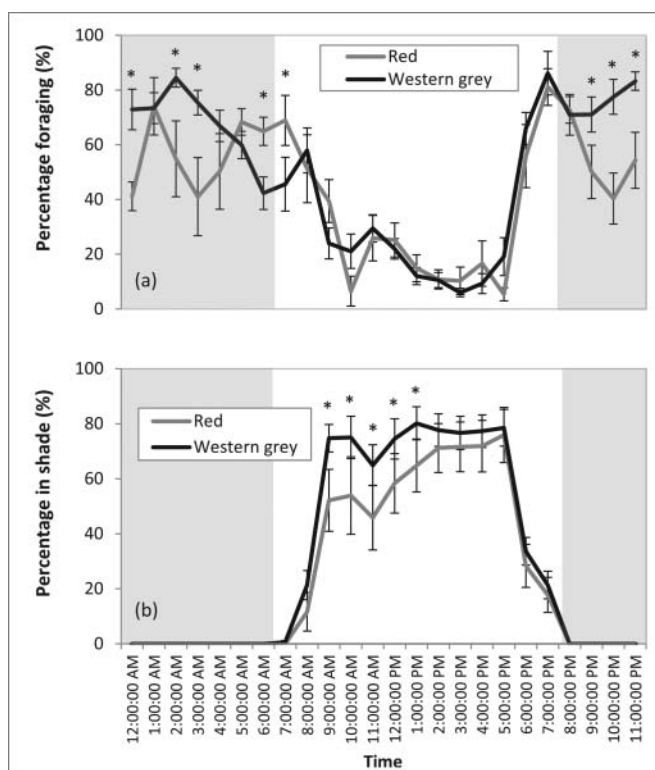 Percentage foraging (%)
100
80
60
40
20
0
* * * * * * * *
Red
Western grey
(a)
Percentage in shade (%)
100
80
60
40
20
0
* * * * *
Red
Western grey
(b)
12:00:00 AM
1:00:00 AM
2:00:00 AM
3:00:00 AM
4:00:00 AM
5:00:00 AM
6:00:00 AM
7:00:00 AM
8:00:00 AM
9:00:00 AM
10:00:00 AM
11:00:00 AM
12:00:00 PM
1:00:00 PM
2:00:00 PM
3:00:00 PM
4:00:00 PM
5:00:00 PM
6:00:00 PM
7:00:00 PM
8:00:00 PM
9:00:00 PM
10:00:00 PM
11:00:00 PM
Time